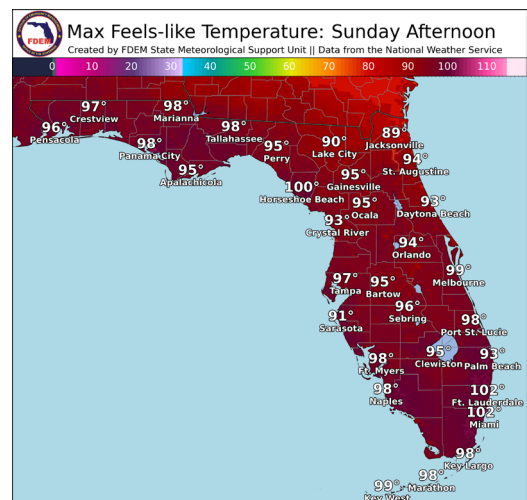 FDEM
Max Feels-like Temperature: Sunday Afternoon
Created by FDEM State Meteorological Support Unit || Data from the National Weather Service
0 10 20 30 40 50 60 70 80 90 100 110
97°
Crestview
98°
Marianna
96°
Pensacola
98°
Panama City
98°
Tallahassee
95°
Apalachicola
95°
Perry
90°
Lake City
89°
Jacksonville
94°
St. Augustine
100°
Horseshoe Beach
95°
Gainesville
95°
Ocala
93°
Daytona Beach
93°
Crystal River
94°
Orlando
97°
Tampa
95°
Bartow
99°
Melbourne
91°
Sarasota
96°
Sebring
98°
Port St. Lucie
98°
Ft. Myers
95°
Clewiston
93°
Palm Beach
98°
Naples
102°
Ft. Lauderdale
102°
Miami
98°
Key Largo
98°
Marathon
99°
Key West